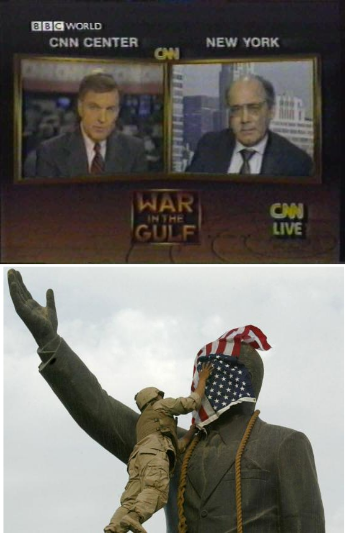 BBC WORLD
CNN CENTER
NEW YORK
CNN
WAR
IN THE
GULF
CNN
LIVE